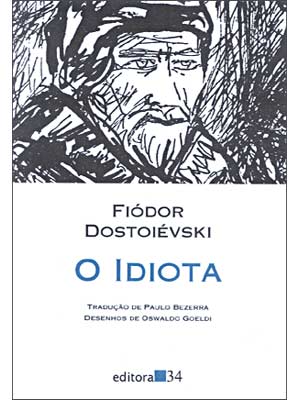 FIÓDOR
DOSTOIÉVSKI
O IDIOTA
TRADUÇÃO DE PAULO BEZERRA
DESENHOS DE OSWALDO GOELDI
editora 34